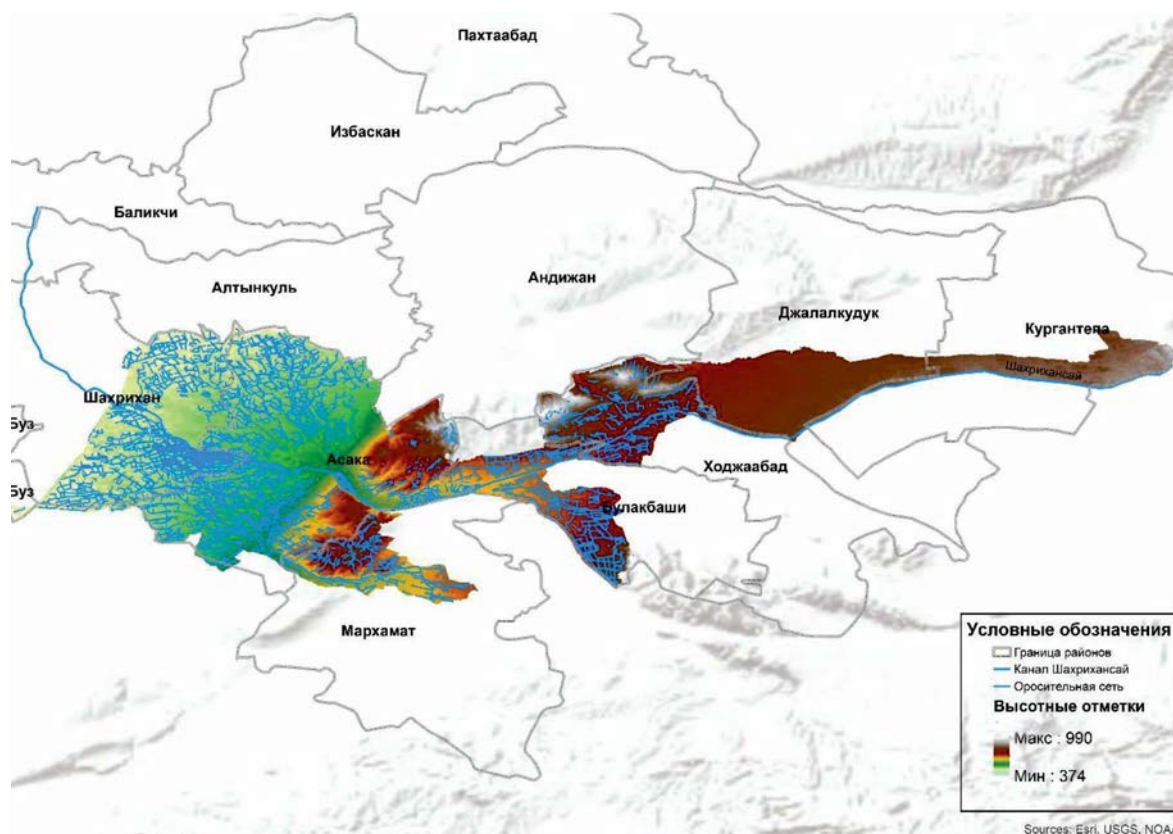 Пахтаабад
Избаскан
Баликчи
Алтынкуль
Андижан
Джалалкудук
Кургантепа
Шахрихансай
Шахрихан
Буз
Асака
Ходжаабад
Буз
Булакбаши
Мархамат
Условные обозначения
Граница районов
Канал Шахрихансай
Оросительная сеть
Высотные отметки
Макс : 990
Мин : 374
Sources: Esri, USGS, NOA